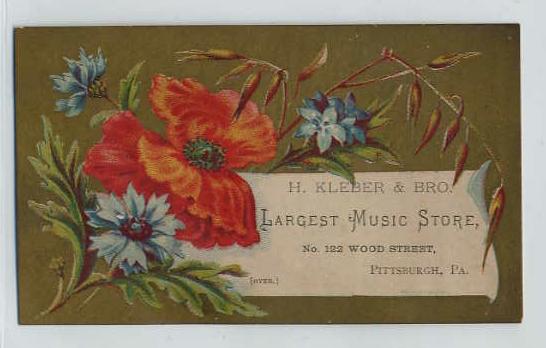 H. KLEBER & BRO.
LARGEST MUSIC STORE,
No. 122 WOOD STREET,
PITTSBURGH, PA.
[OVER.]